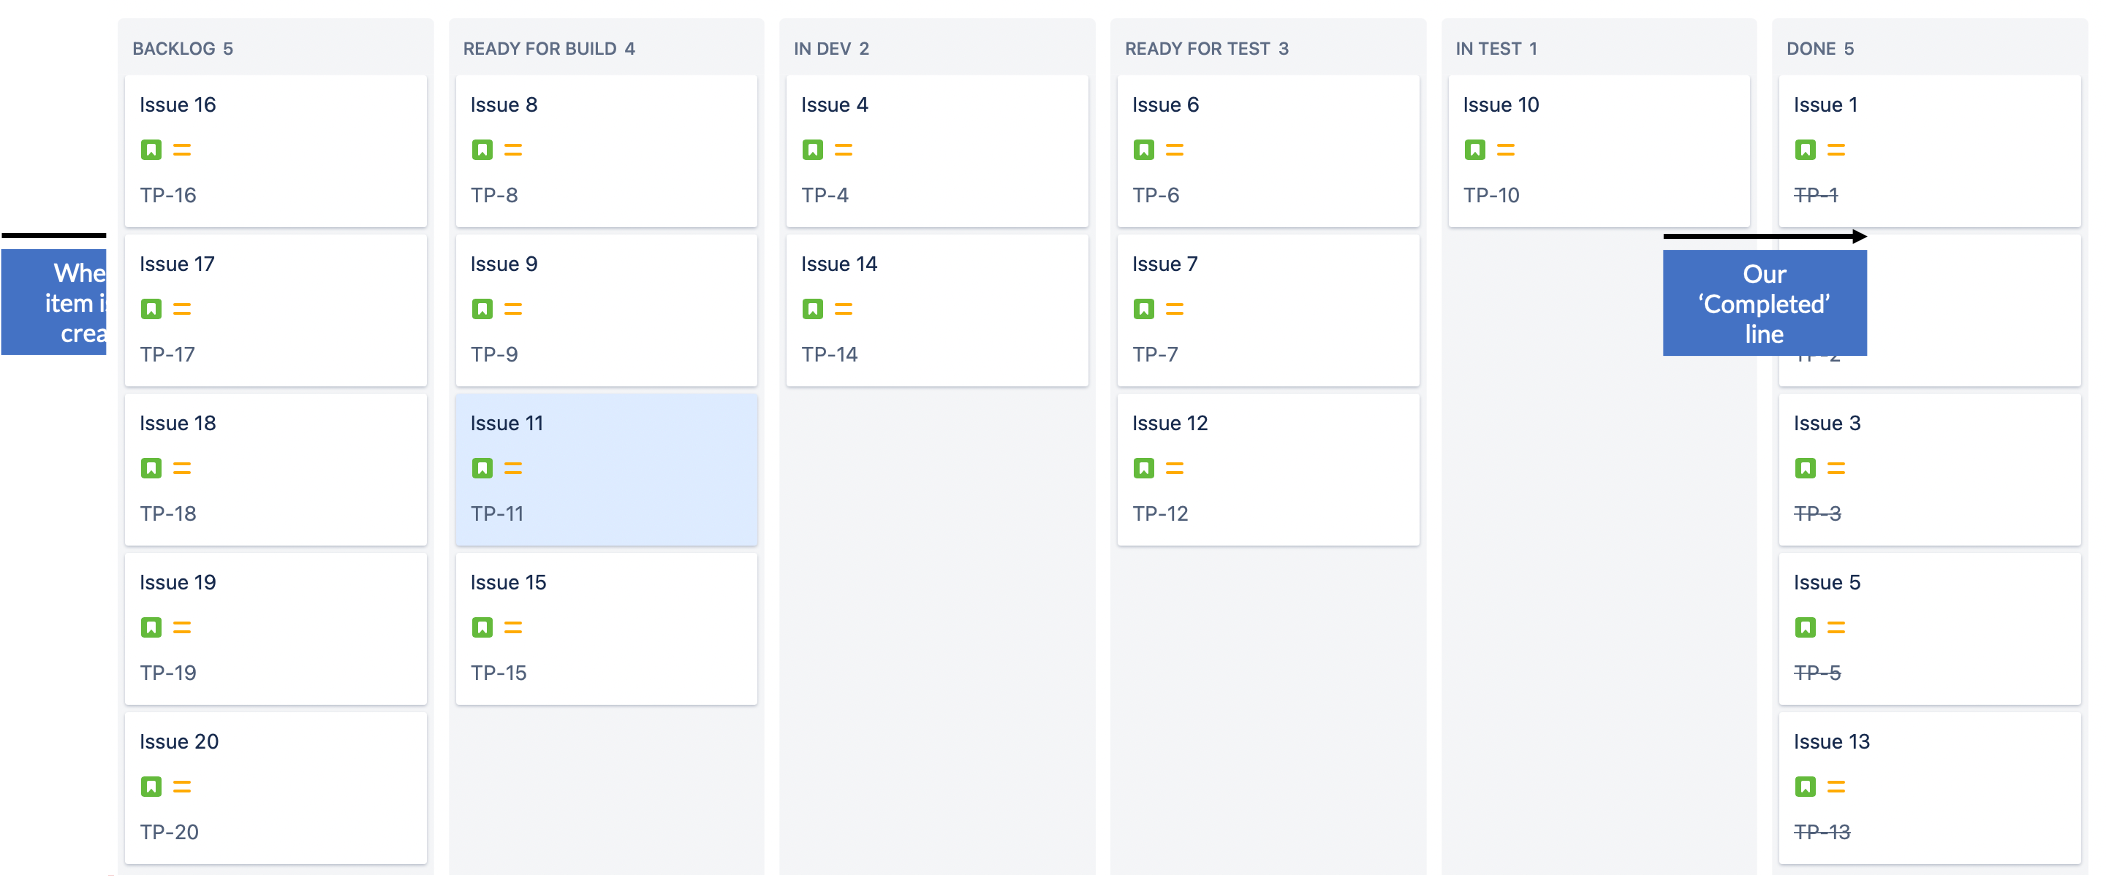 BACKLOG 5
Issue 16
TP-16
Issue 17
TP-17
Issue 18
TP-18
Issue 19
TP-19
Issue 20
TP-20
Whe
item is
crea
READY FOR BUILD 4
Issue 8
TP-8
Issue 9
TP-9
Issue 11
TP-11
Issue 15
TP-15
IN DEV 2
Issue 4
TP-4
Issue 14
TP-14
READY FOR TEST 3
Issue 6
TP-6
Issue 7
TP-7
Issue 12
TP-12
IN TEST 1
Issue 10
TP-10
Our
‘Completed’
line
DONE 5
Issue 1
TP-1
TP-2
Issue 3
TP-3
Issue 5
TP-5
Issue 13
TP-13